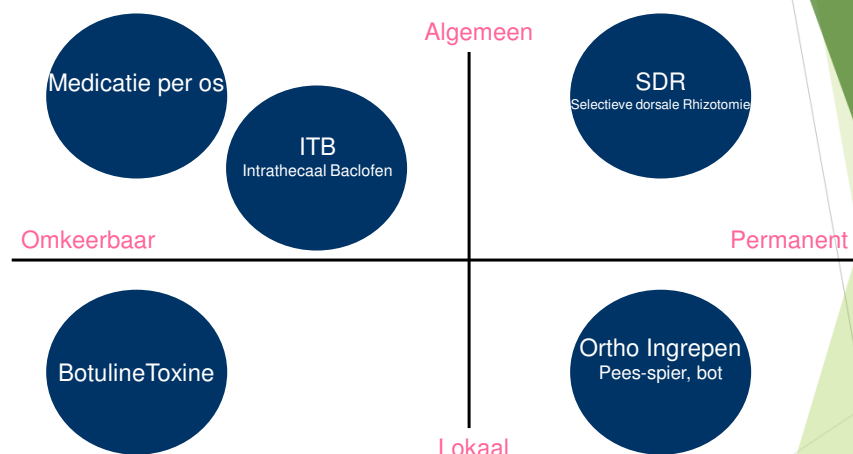 Algemeen
Medicatie per os
SDR
Selectieve dorsale Rhizotomie
ITB
Intrathecaal Baclofen
Omkeerbaar
Permanent
BotulineToxine
Ortho Ingrepen
Pees-spier, bot
Lokaal